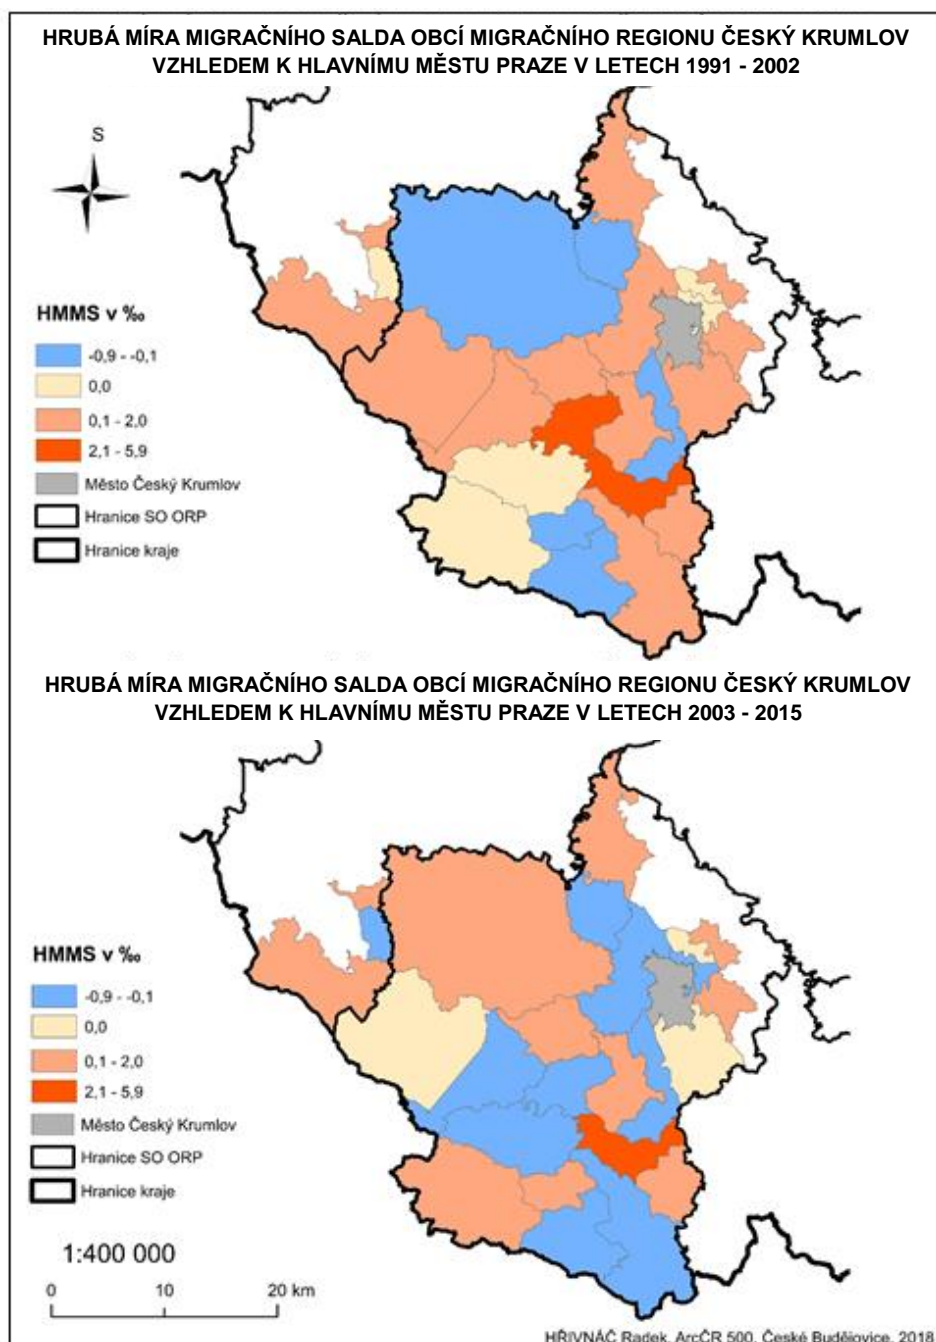 HRUBÁ MÍRA MIGRAČNÍHO SALDA OBCÍ MIGRAČNÍHO REGIONU ČESKÝ KRUMLOV
VZHLEDEM K HLAVNÍMU MĚSTU PRAZE V LETECH 1991 - 2002
S
HMMS v ‰
-0,9 - -0,1
0,0
0,1 - 2,0
2,1 - 5,9
Město Český Krumlov
Hranice SO ORP
Hranice kraje
HRUBÁ MÍRA MIGRAČNÍHO SALDA OBCÍ MIGRAČNÍHO REGIONU ČESKÝ KRUMLOV
VZHLEDEM K HLAVNÍMU MĚSTU PRAZE V LETECH 2003 - 2015
HMMS v ‰
-0,9 - -0,1
0,0
0,1 - 2,0
2,1 - 5,9
Město Český Krumlov
Hranice SO ORP
Hranice kraje
1:400 000
0 10 20 km
HŘIVNÁČ Radek, ArcČR 500, České Budějovice, 2018